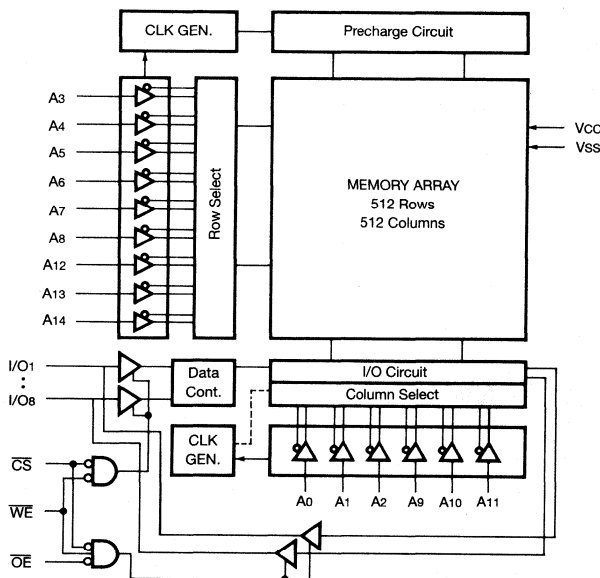 CLK GEN.
Precharge Circuit
A3
A4
A5
A6
A7
A8
A12
A13
A14
Row Select
MEMORY ARRAY
512 Rows
512 Columns
VCC
VSS
I/O1
I/O8
Data
Cont.
I/O Circuit
Column Select
CLK
GEN.
A0
A1
A2
A9
A10
A11
CS
WE
OE